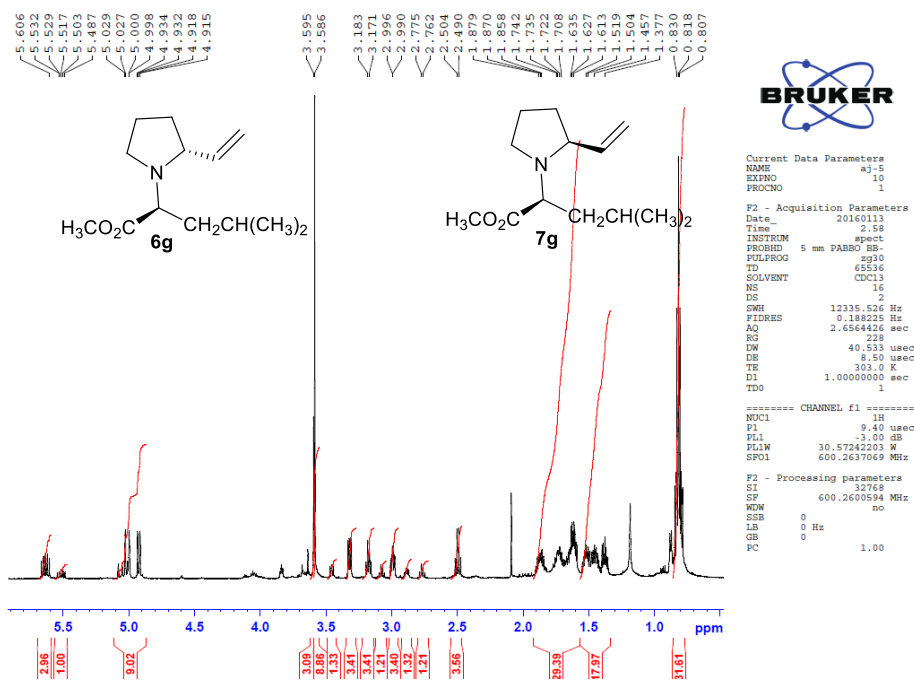 5.606
5.532
5.529
5.517
5.503
5.487
5.029
5.027
5.000
4.998
4.934
4.932
4.918
4.915
3.595
3.586
3.183
3.171
2.996
2.990
2.775
2.762
2.504
2.490
1.879
1.870
1.858
1.742
1.735
1.722
1.708
1.635
1.627
1.613
1.519
1.504
1.457
1.377
0.830
0.818
0.807
N
H₃CO₂C
CH₂CH(CH₃)₂
6g
N
H₃CO₂C
CH₂CH(CH₃)₂
7g
BRUKER
Current Data Parameters
NAME aj-5
EXPNO 10
PROCNO 1
F2 - Acquisition Parameters
Date_ 20160113
Time 2.58
INSTRUM spect
PROBHD 5 mm PABBO BB-
PULPROG zg30
TD 65536
SOLVENT CDCl3
NS 16
DS 2
SWH 12335.526 Hz
FIDRES 0.188225 Hz
AQ 2.6564426 sec
RG 228
DW 40.533 usec
DE 8.50 usec
TE 303.0 K
D1 1.00000000 sec
TD0 1
======== CHANNEL f1 ========
NUC1 1H
P1 9.40 usec
PL1 -3.00 dB
PL1W 30.57242203 W
SFO1 600.2637069 MHz
F2 - Processing parameters
SI 32768
SF 600.2600594 MHz
WDW no
SSB 0
LB 0 Hz
GB 0
PC 1.00
5.5 5.0 4.5 4.0 3.5 3.0 2.5 2.0 1.5 1.0 ppm
2.96
1.00
9.02
3.09
8.86
1.33
3.41
3.41
1.21
3.40
1.32
1.21
3.56
29.39
17.97
31.61